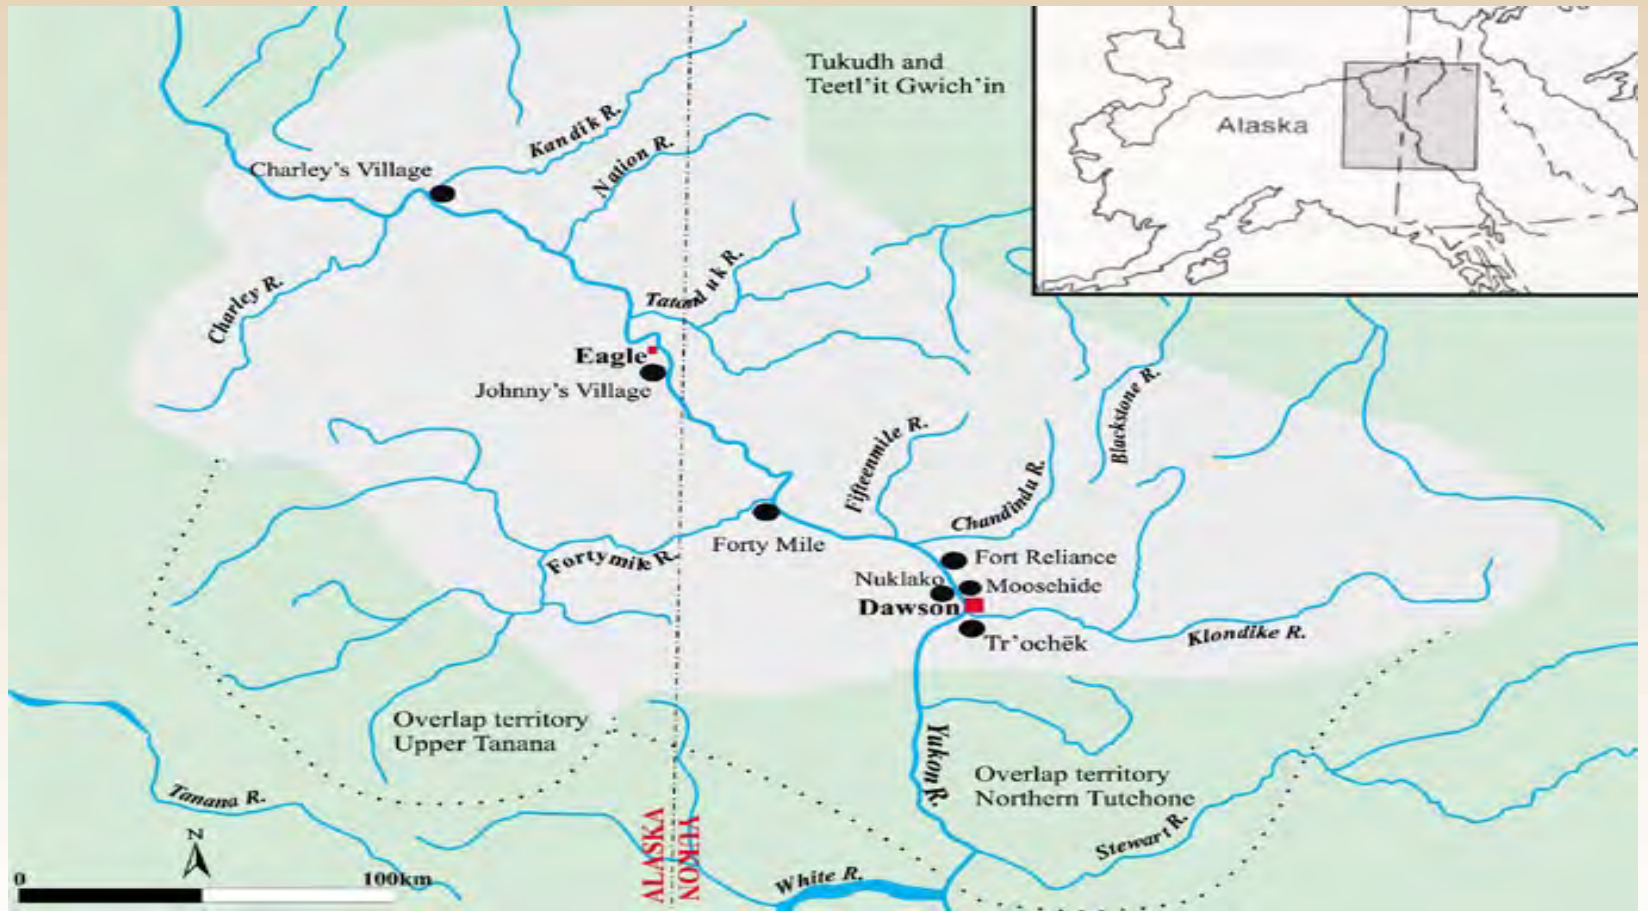 Tukudh and
Teetl'it Gwich'in
Alaska
Kandik R.
Nation R.
Charley's Village
Charley R.
Tatonduk R.
Eagle
Johnny's Village
Blackstone R.
Fifteenmile R.
Chandindu R.
Forty Mile
Fortymile R.
Fort Reliance
Nuklako
Moosehide
Dawson
Tr'ochëk
Klondike R.
Overlap territory
Upper Tanana
Yukon R.
Overlap territory
Northern Tutchone
Tanana R.
Stewart R.
White R.
ALASKA
YUKON
N
0
100km